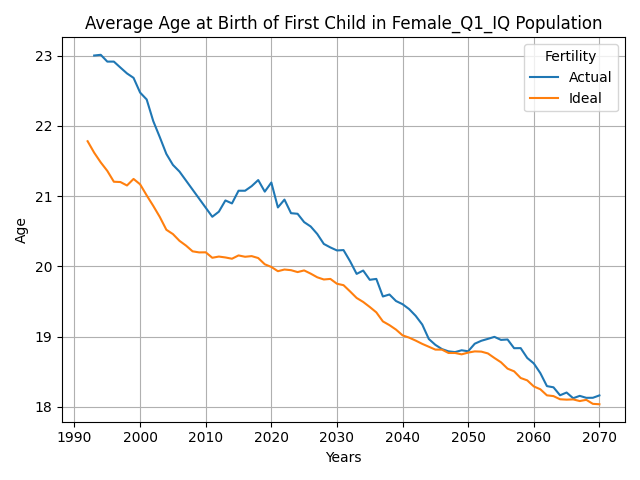 Average Age at Birth of First Child in Female_Q1_IQ Population
Fertility
Actual
Ideal
Age
23
22
21
20
19
18
1990
2000
2010
2020
2030
2040
2050
2060
2070
Years